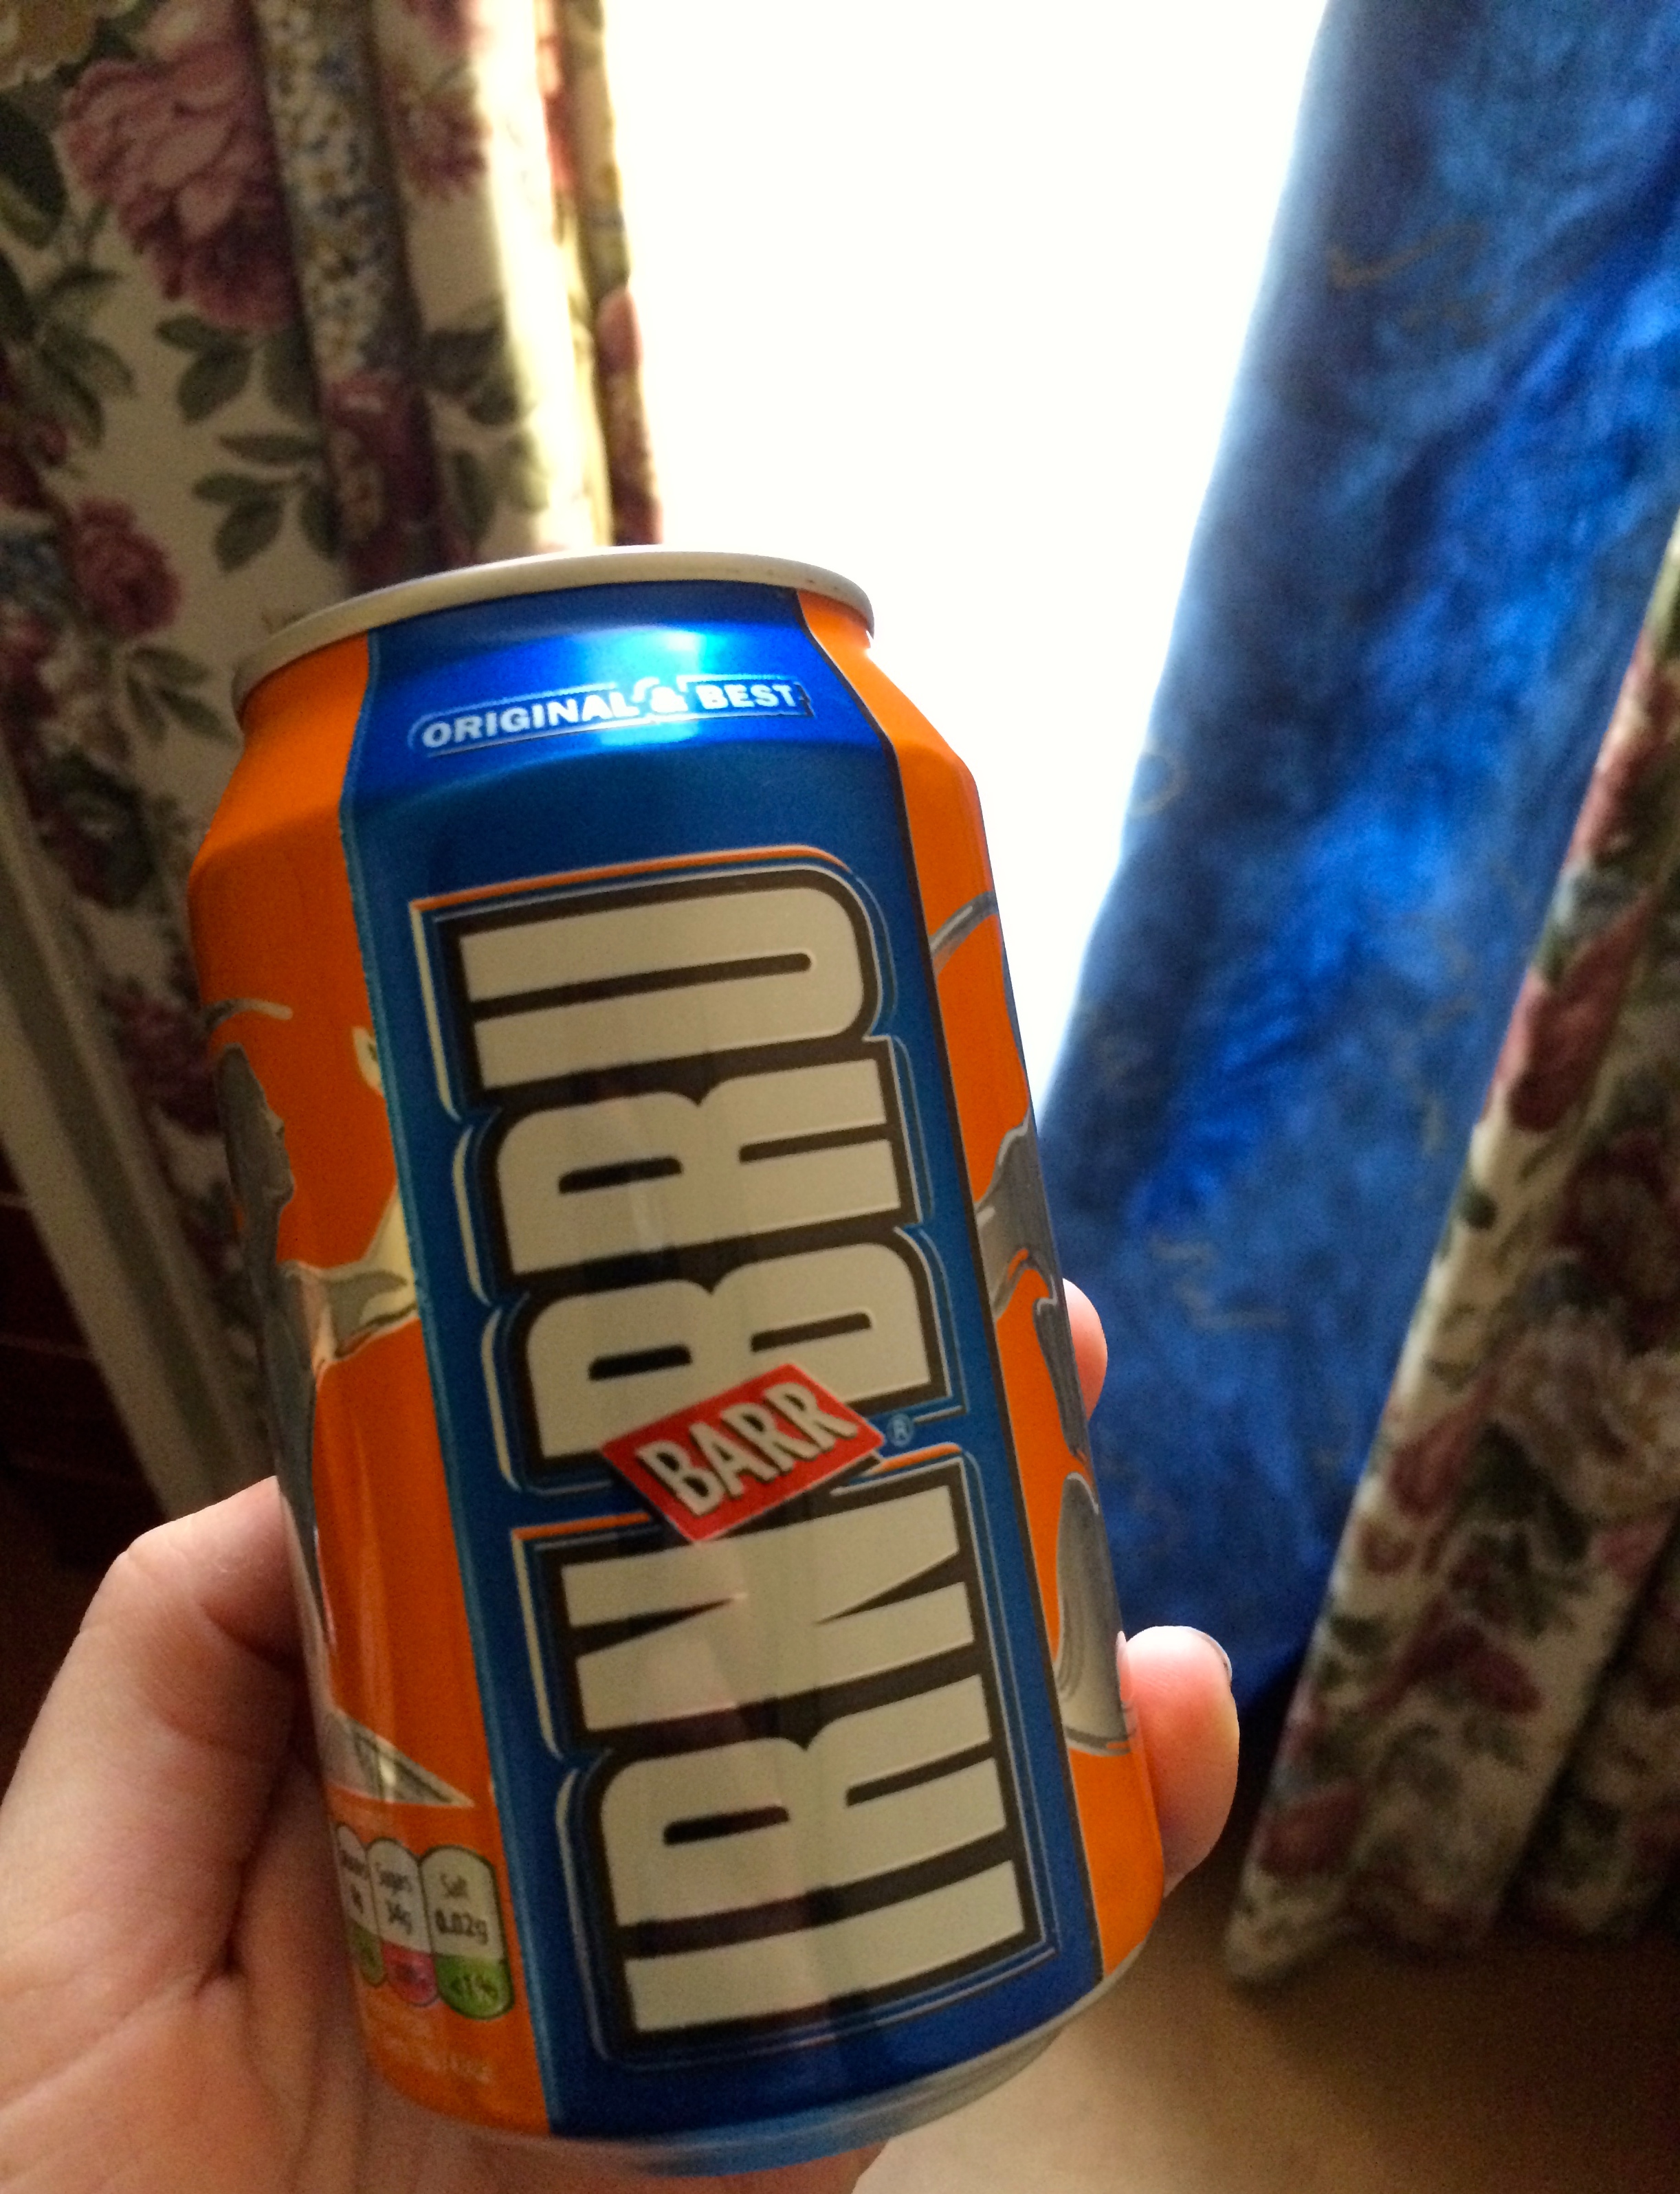 ORIGINAL & BEST
IRN-BRU
BARR
®
Sugars
34g
Salt
0.02g
<1%